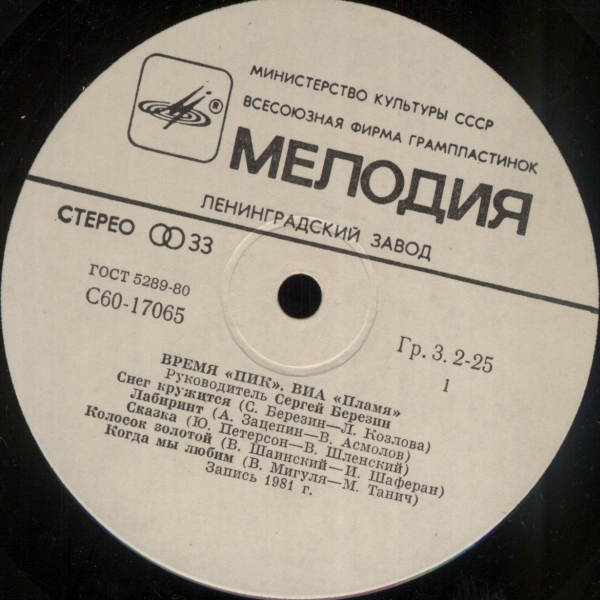 ®
МИНИСТЕРСТВО КУЛЬТУРЫ СССР
ВСЕСОЮЗНАЯ ФИРМА ГРАМПЛАСТИНОК
МЕЛОДИЯ
ЛЕНИНГРАДСКИЙ ЗАВОД
СТЕРЕО 33
ГОСТ 5289-80
С60-17065
Гр. 3. 2-25
1
ВРЕМЯ «ПИК». ВИА «Пламя»
Руководитель Сергей Березин
Снег кружится (С. Березин—Л. Козлова)
Лабиринт (А. Зацепин—В. Асмолов)
Сказка (Ю. Петерсон—В. Шленский)
Колосок золотой (В. Шаинский—И. Шаферан)
Когда мы любим (В. Мигуля—М. Танич)
Запись 1981 г.